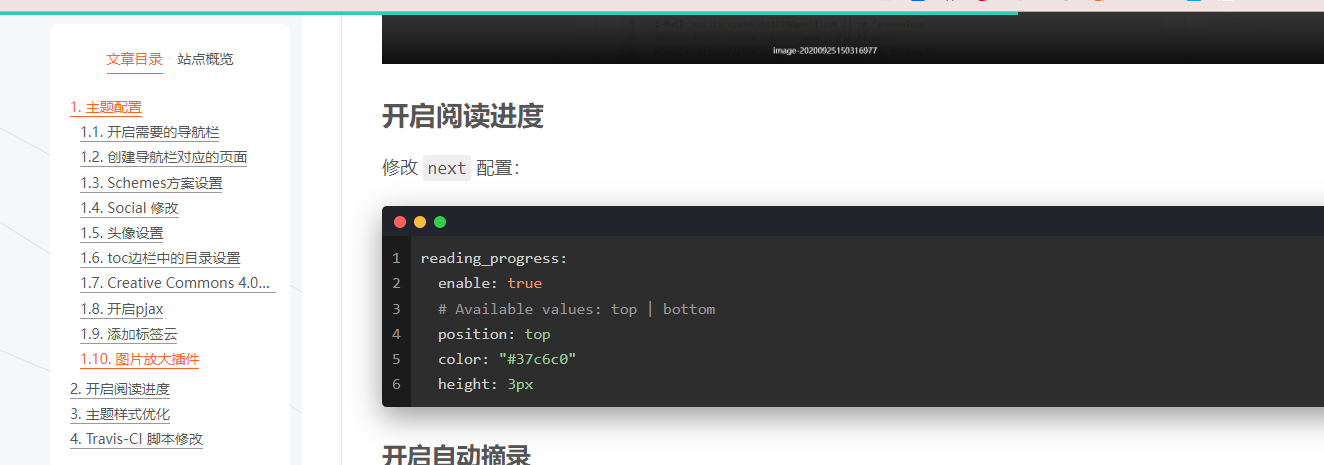 image-20200925150316977
文章目录 站点概览
1. 主题配置
1.1. 开启需要的导航栏
1.2. 创建导航栏对应的页面
1.3. Schemes方案设置
1.4. Social 修改
1.5. 头像设置
1.6. toc边栏中的目录设置
1.7. Creative Commons 4.0...
1.8. 开启pjax
1.9. 添加标签云
1.10. 图片放大插件
2. 开启阅读进度
3. 主题样式优化
4. Travis-CI 脚本修改
开启阅读进度
修改 next 配置：
1 reading_progress:
2   enable: true
3   # Available values: top | bottom
4   position: top
5   color: "#37c6c0"
6   height: 3px
开启自动摘录